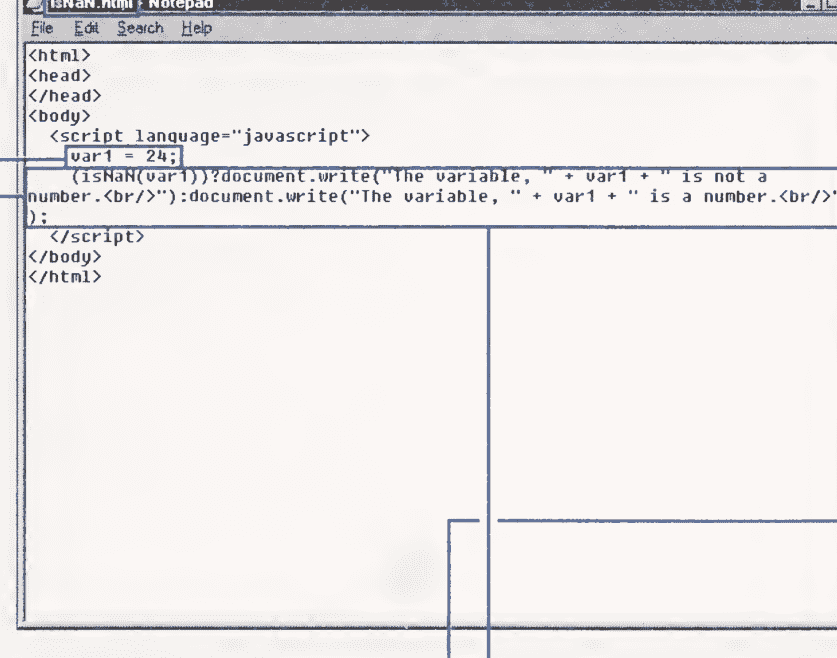 isNaN.html - Notepad
File Edit Search Help
<html>
<head>
</head>
<body>
<script language="javascript">
var1 = 24;
(isNaN(var1))?document.write("The variable, " + var1 + " is not a
number.<br/>"):document.write("The variable, " + var1 + " is a number.<br/>"
);
</script>
</body>
</html>